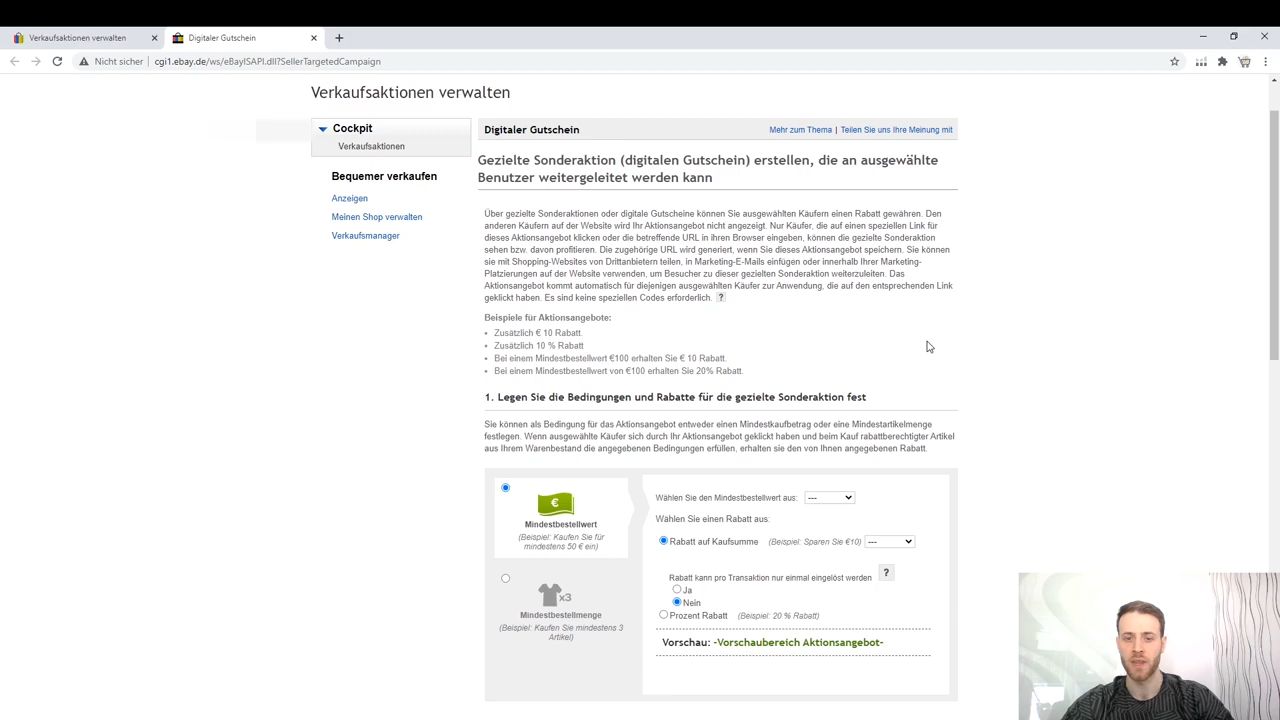 Verkaufsaktionen verwalten
Digitaler Gutschein
Nicht sicher
cgi1.ebay.de/ws/eBayISAPI.dll?SellerTargetedCampaign
Verkaufsaktionen verwalten
Cockpit
Verkaufsaktionen
Bequemer verkaufen
Anzeigen
Meinen Shop verwalten
Verkaufsmanager
Digitaler Gutschein
Mehr zum Thema | Teilen Sie uns Ihre Meinung mit
Gezielte Sonderaktion (digitalen Gutschein) erstellen, die an ausgewählte
Benutzer weitergeleitet werden kann
Über gezielte Sonderaktionen oder digitale Gutscheine können Sie ausgewählten Käufern einen Rabatt gewähren. Den
anderen Käufern auf der Website wird Ihr Aktionsangebot nicht angezeigt. Nur Käufer, die auf einen speziellen Link für
dieses Aktionsangebot klicken oder die betreffende URL in ihren Browser eingeben, können die gezielte Sonderaktion
sehen bzw. davon profitieren. Die zugehörige URL wird generiert, wenn Sie dieses Aktionsangebot speichern. Sie können
sie mit Shopping-Websites von Drittanbietern teilen, in Marketing-E-Mails einfügen oder innerhalb Ihrer Marketing-
Platzierungen auf der Website verwenden, um Besucher zu dieser gezielten Sonderaktion weiterzuleiten. Das
Aktionsangebot kommt automatisch für diejenigen ausgewählten Käufer zur Anwendung, die auf den entsprechenden Link
geklickt haben. Es sind keine speziellen Codes erforderlich. ?
Beispiele für Aktionsangebote:
• Zusätzlich € 10 Rabatt.
• Zusätzlich 10 % Rabatt
• Bei einem Mindestbestellwert €100 erhalten Sie € 10 Rabatt.
• Bei einem Mindestbestellwert von €100 erhalten Sie 20% Rabatt.
1. Legen Sie die Bedingungen und Rabatte für die gezielte Sonderaktion fest
Sie können als Bedingung für das Aktionsangebot entweder einen Mindestkaufbetrag oder eine Mindestartikelmenge
festlegen. Wenn ausgewählte Käufer sich durch Ihr Aktionsangebot geklickt haben und beim Kauf rabattberechtigter Artikel
aus Ihrem Warenbestand die angegebenen Bedingungen erfüllen, erhalten sie den von Ihnen angegebenen Rabatt.
€
Mindestbestellwert
(Beispiel: Kaufen Sie für
mindestens 50 € ein)
x3
Mindestbestellmenge
(Beispiel: Kaufen Sie mindestens 3
Artikel)
Wählen Sie den Mindestbestellwert aus: ---
Wählen Sie einen Rabatt aus:
Rabatt auf Kaufsumme (Beispiel: Sparen Sie €10) ---
Rabatt kann pro Transaktion nur einmal eingelöst werden ?
Ja
Nein
Prozent Rabatt (Beispiel: 20 % Rabatt)
Vorschau: -Vorschaubereich Aktionsangebot-